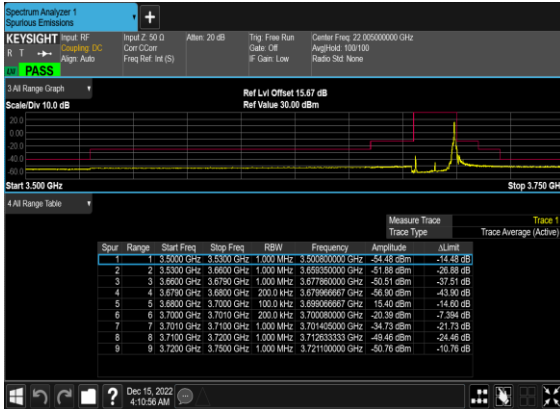 Spectrum Analyzer 1
Spurious Emissions
KEYSIGHT Input: RF Input Z: 50 Ω Atten: 20 dB Trig: Free Run Center Freq: 22.005000000 GHz
R T Coupling: DC Corr CCorr Gate: Off Avg|Hold: 100/100
Align: Auto Freq Ref: Int (S) IF Gain: Low Radio Std: None
PASS
3 All Range Graph
Ref Lvl Offset 15.67 dB
Scale/Div 10.0 dB Ref Value 30.00 dBm
20.0
0.00
-20.0
-40.0
-60.0
Start 3.500 GHz Stop 3.750 GH
4 All Range Table
Measure Trace Trace 1
Trace Type Trace Average (Active)
Spur Range Start Freq Stop Freq RBW Frequency Amplitude ΔLimit
1 1 3.5000 GHz 3.5300 GHz 1.000 MHz 3.500800000 GHz -54.48 dBm -14.48 dB
2 2 3.5300 GHz 3.6600 GHz 1.000 MHz 3.659350000 GHz -51.88 dBm -26.88 dB
3 3 3.6600 GHz 3.6790 GHz 1.000 MHz 3.677860000 GHz -50.51 dBm -37.51 dB
4 4 3.6790 GHz 3.6800 GHz 200.0 kHz 3.679966667 GHz -56.90 dBm -43.90 dB
5 5 3.6800 GHz 3.7000 GHz 100.0 kHz 3.699066667 GHz 15.40 dBm -14.60 dB
6 6 3.7000 GHz 3.7010 GHz 200.0 kHz 3.700080000 GHz -20.39 dBm -7.394 dB
7 7 3.7010 GHz 3.7100 GHz 1.000 MHz 3.701405000 GHz -34.73 dBm -21.73 dB
8 8 3.7100 GHz 3.7200 GHz 1.000 MHz 3.712633333 GHz -49.46 dBm -24.46 dB
9 9 3.7200 GHz 3.7500 GHz 1.000 MHz 3.721100000 GHz -50.76 dBm -10.76 dB
Dec 15, 2022
4:10:56 AM